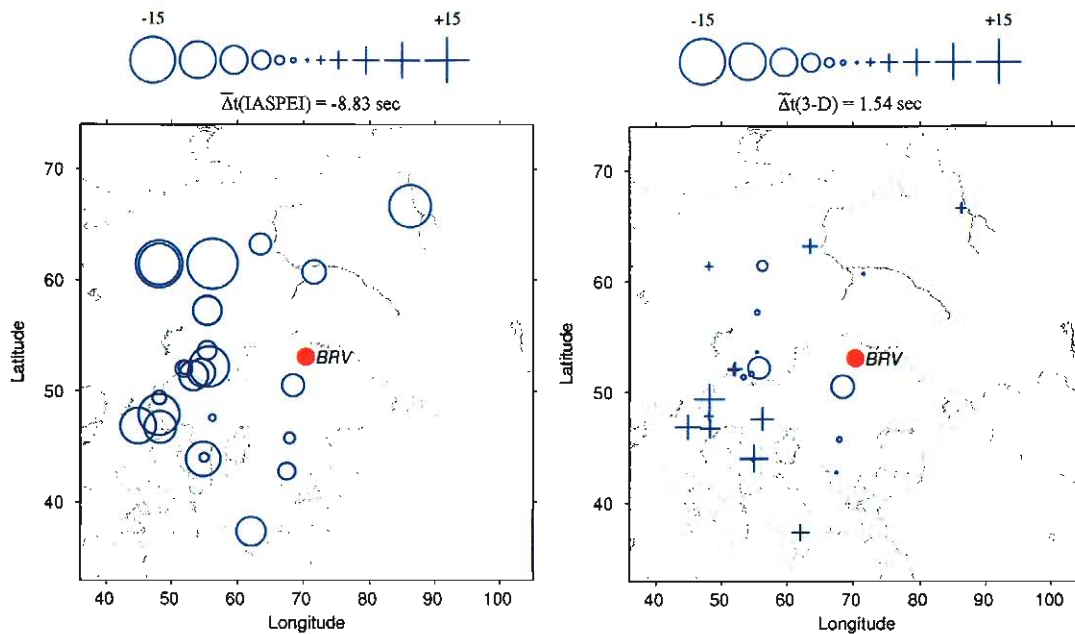 -15 +15
Δ̅t(IASPEI) = -8.83 sec
70
60
50
40
Latitude
BRV
40 50 60 70 80 90 100
Longitude
-15 +15
Δ̅t(3-D) = 1.54 sec
70
60
50
40
Latitude
BRV
40 50 60 70 80 90 100
Longitude